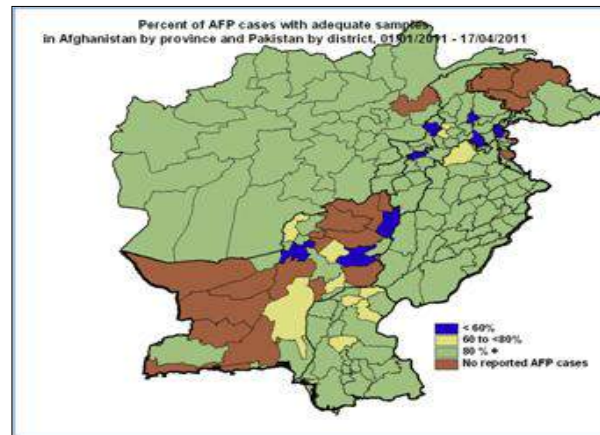 Percent of AFP cases with adequate samples
in Afghanistan by province and Pakistan by district, 01/01/2011 - 17/04/2011
< 60%
60 to <80%
80 % +
No reported AFP cases